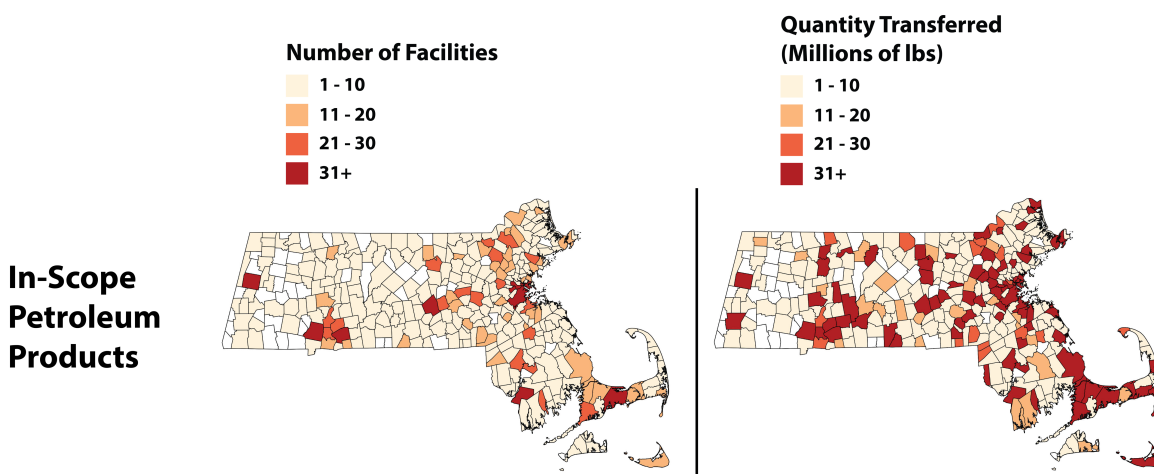 Number of Facilities
1 - 10
11 - 20
21 - 30
31+
Quantity Transferred
(Millions of lbs)
1 - 10
11 - 20
21 - 30
31+
In-Scope
Petroleum
Products